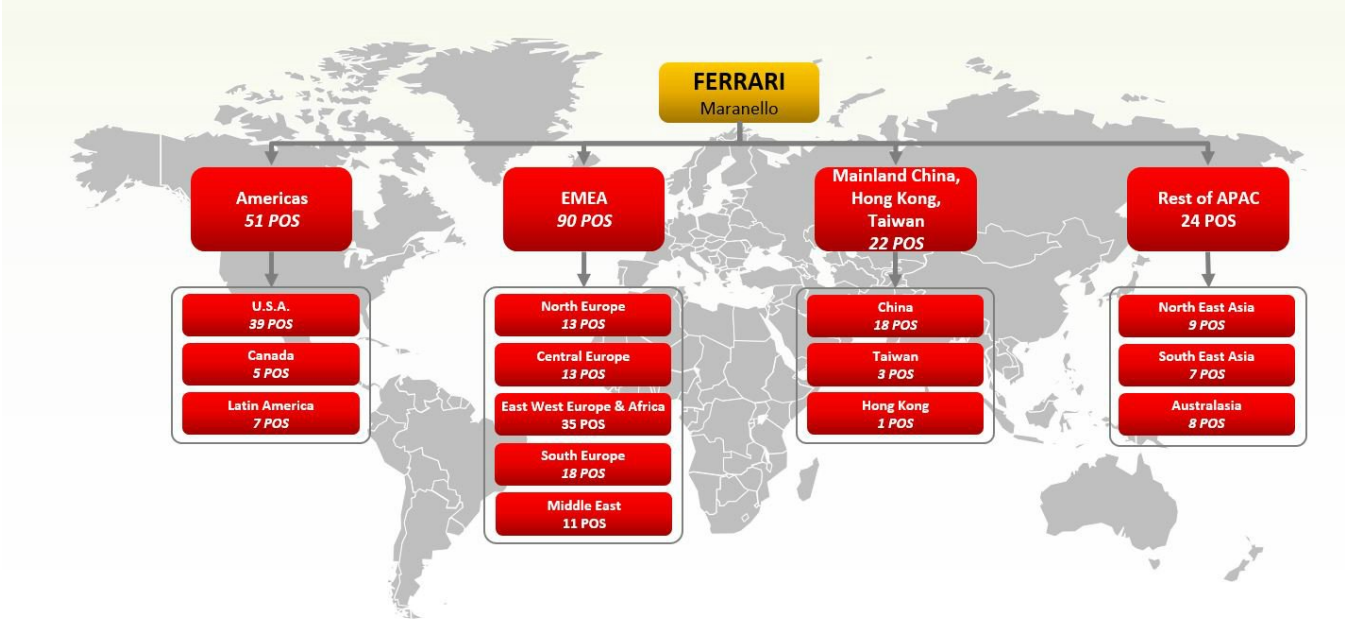 FERRARI
Maranello
Americas
51 POS
EMEA
90 POS
Mainland China,
Hong Kong,
Taiwan
22 POS
Rest of APAC
24 POS
U.S.A.
39 POS
Canada
5 POS
Latin America
7 POS
North Europe
13 POS
Central Europe
13 POS
East West Europe & Africa
35 POS
South Europe
18 POS
Middle East
11 POS
China
18 POS
Taiwan
3 POS
Hong Kong
1 POS
North East Asia
9 POS
South East Asia
7 POS
Australasia
8 POS